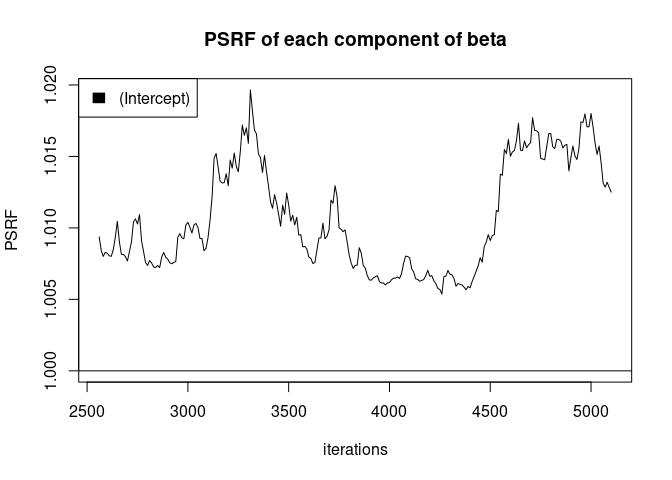 PSRF of each component of beta
(Intercept)
PSRF
1.020
1.015
1.010
1.005
1.000
2500 3000 3500 4000 4500 5000
iterations